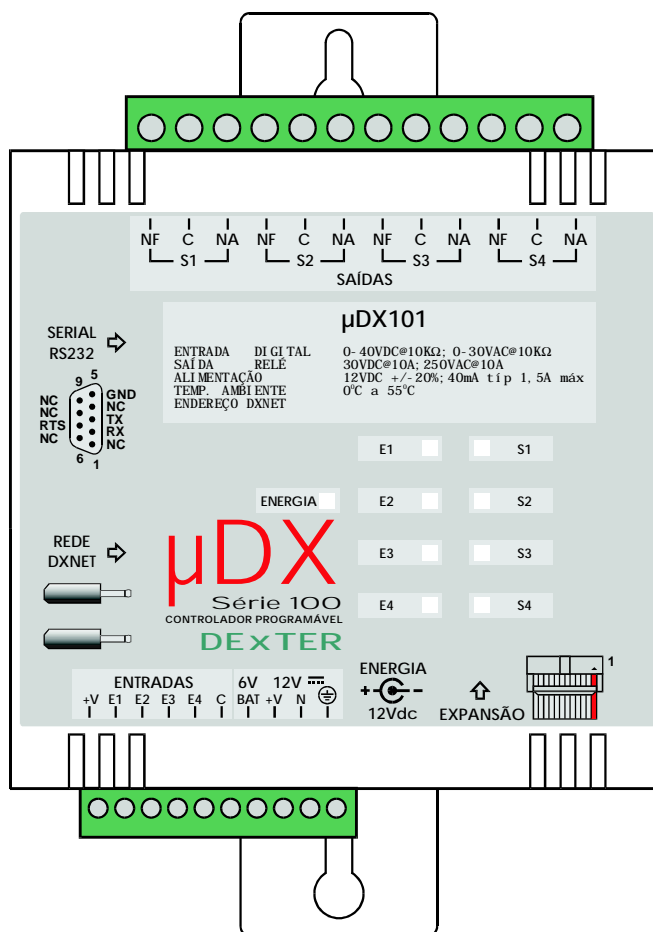 NF C NA NF C NA NF C NA NF C NA
S1 S2 S3 S4
SAÍDAS
µDX101
SERIAL
RS232
ENTRADA DIGITAL 0-40VDC@10KΩ; 0-30VAC@10KΩ
SAÍDA RELÉ 30VDC@10A; 250VAC@10A
ALIMENTAÇÃO 12VDC +/-20%; 40mA típ 1,5A máx
TEMP. AMBIENTE 0°C a 55°C
ENDEREÇO DXNET
9 5
NC GND
NC NC
RTS TX
NC RX
NC
6 1
E1 S1
ENERGIA E2 S2
REDE
DXNET
E3 S3
µDX
Série 100
E4 S4
CONTROLADOR PROGRAMÁVEL
DEXTER
ENTRADAS 6V 12V
+V E1 E2 E3 E4 C BAT +V N
ENERGIA
+ -
12Vdc
EXPANSÃO
1